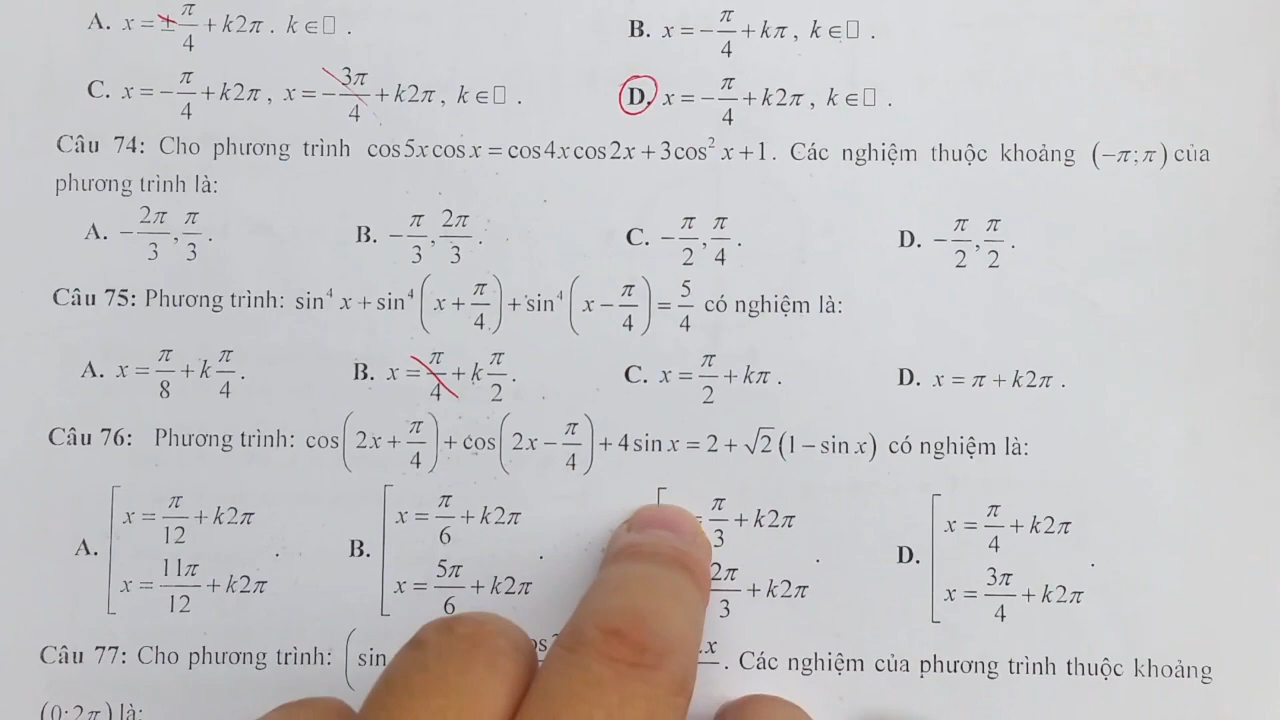 A. x = ± π/4 + k2π . k ∈ □ .
B. x = − π/4 + kπ , k ∈ □ .
C. x = − π/4 + k2π , x = − 3π/4 + k2π , k ∈ □ .
D. x = − π/4 + k2π , k ∈ □ .
Câu 74: Cho phương trình cos5x cos x = cos4x cos2x + 3cos² x + 1. Các nghiệm thuộc khoảng (−π; π) của
phương trình là:
A. − 2π/3 , π/3 .
B. − π/3 , 2π/3 .
C. − π/2 , π/4 .
D. − π/2 , π/2 .
Câu 75: Phương trình: sin⁴ x + sin⁴(x + π/4) + sin⁴(x − π/4) = 5/4 có nghiệm là:
A. x = π/8 + k π/4 .
B. x = π/4 + k π/2 .
C. x = π/2 + kπ .
D. x = π + k2π .
Câu 76: Phương trình: cos(2x + π/4) + cos(2x − π/4) + 4sin x = 2 + √2 (1 − sin x) có nghiệm là:
A. [ x = π/12 + k2π
x = 11π/12 + k2π .
B. [ x = π/6 + k2π
x = 5π/6 + k2π .
[ = π/3 + k2π
2π/3 + k2π .
D. [ x = π/4 + k2π
x = 3π/4 + k2π .
Câu 77: Cho phương trình: ( sin x . Các nghiệm của phương trình thuộc khoảng
(0; 2π) là: